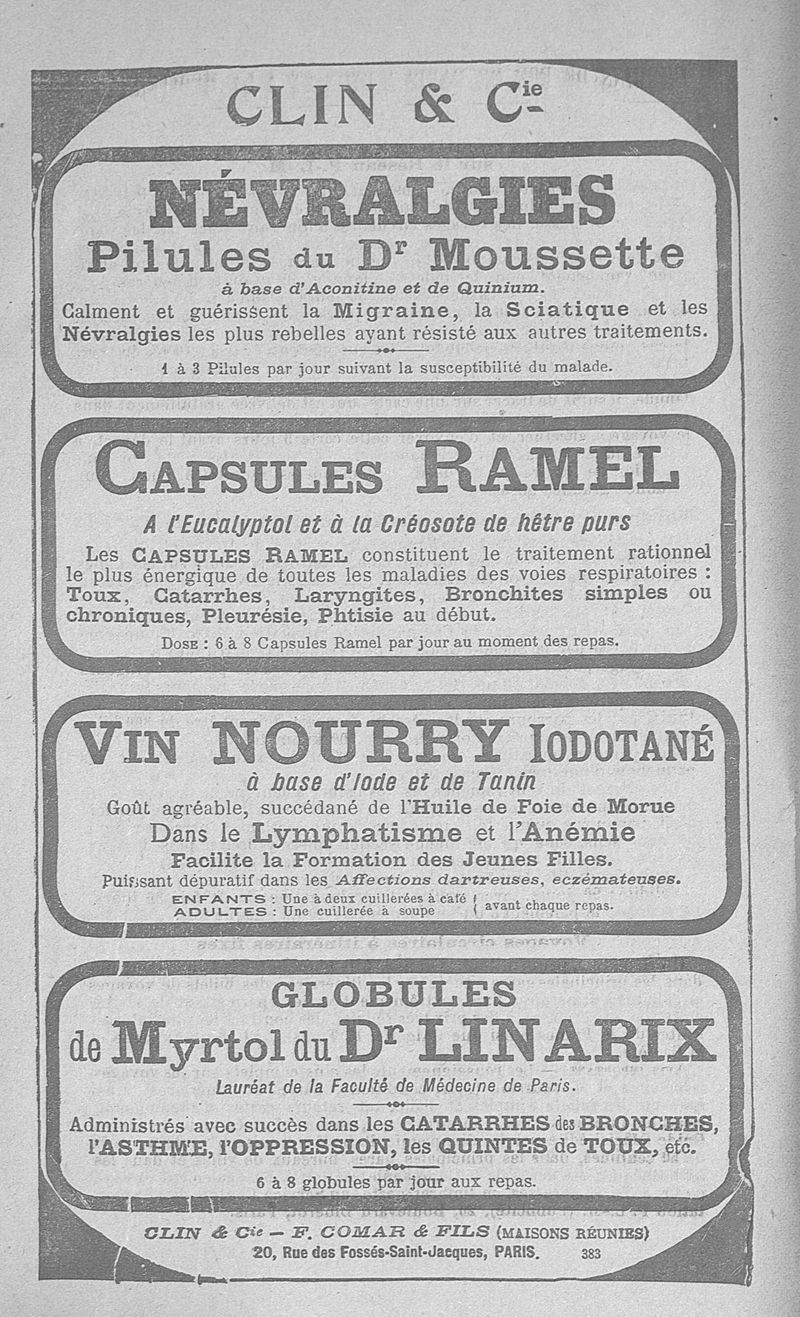 CLIN & Cie
NÉVRALGIES
Pilules du Dr Moussette
à base d'Aconitine et de Quinium.
Calment et guérissent la Migraine, la Sciatique et les
Névralgies les plus rebelles ayant résisté aux autres traitements.
1 à 3 Pilules par jour suivant la susceptibilité du malade.
CAPSULES RAMEL
A l'Eucalyptol et à la Créosote de hêtre purs
Les CAPSULES RAMEL constituent le traitement rationnel
le plus énergique de toutes les maladies des voies respiratoires :
Toux, Catarrhes, Laryngites, Bronchites simples ou
chroniques, Pleurésie, Phtisie au début.
DOSE : 6 à 8 Capsules Ramel par jour au moment des repas.
VIN NOURRY IODOTANÉ
à base d'Iode et de Tanin
Goût agréable, succédané de l'Huile de Foie de Morue
Dans le Lymphatisme et l'Anémie
Facilite la Formation des Jeunes Filles.
Puissant dépuratif dans les Affections dartreuses, eczémateuses.
ENFANTS : Une à deux cuillerées à café
ADULTES : Une cuillerée à soupe
avant chaque repas.
GLOBULES
de Myrtol du Dr LINARIX
Lauréat de la Faculté de Médecine de Paris.
Administrés avec succès dans les CATARRHES des BRONCHES,
l'ASTHME, l'OPPRESSION, les QUINTES de TOUX, etc.
6 à 8 globules par jour aux repas.
CLIN & Cie — F. COMAR & FILS (MAISONS RÉUNIES)
20, Rue des Fossés-Saint-Jacques, PARIS. 383